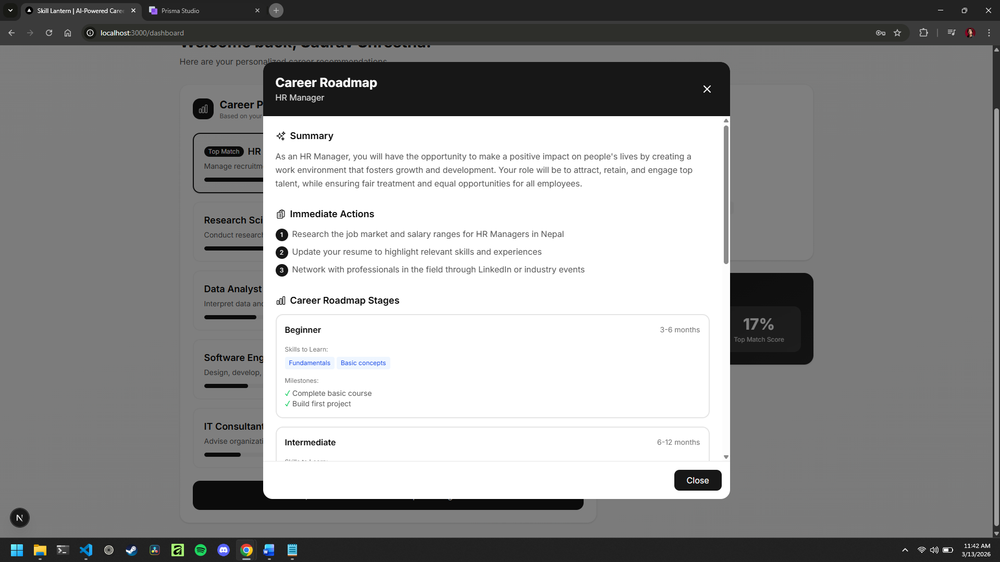 Skill Lantern | AI-Powered Care
Prisma Studio
localhost:3000/dashboard
Welcome back, Saurav Shrestha!
Here are your personalized career recommendations
Career Roadmap
HR Manager
Career P
Based on your
Top Match HR
Manage recruitm
Research Sci
Conduct research
Data Analyst
Interpret data and
Software Eng
Design, develop,
IT Consultant
Advise organizati
Summary
As an HR Manager, you will have the opportunity to make a positive impact on people's lives by creating a
work environment that fosters growth and development. Your role will be to attract, retain, and engage top
talent, while ensuring fair treatment and equal opportunities for all employees.
Immediate Actions
1 Research the job market and salary ranges for HR Managers in Nepal
2 Update your resume to highlight relevant skills and experiences
3 Network with professionals in the field through LinkedIn or industry events
Career Roadmap Stages
Beginner
3-6 months
Skills to Learn:
Fundamentals Basic concepts
Milestones:
✓ Complete basic course
✓ Build first project
Intermediate
6-12 months
Skills to Learn:
Close
17%
Top Match Score
N
11:42 AM
3/13/2026